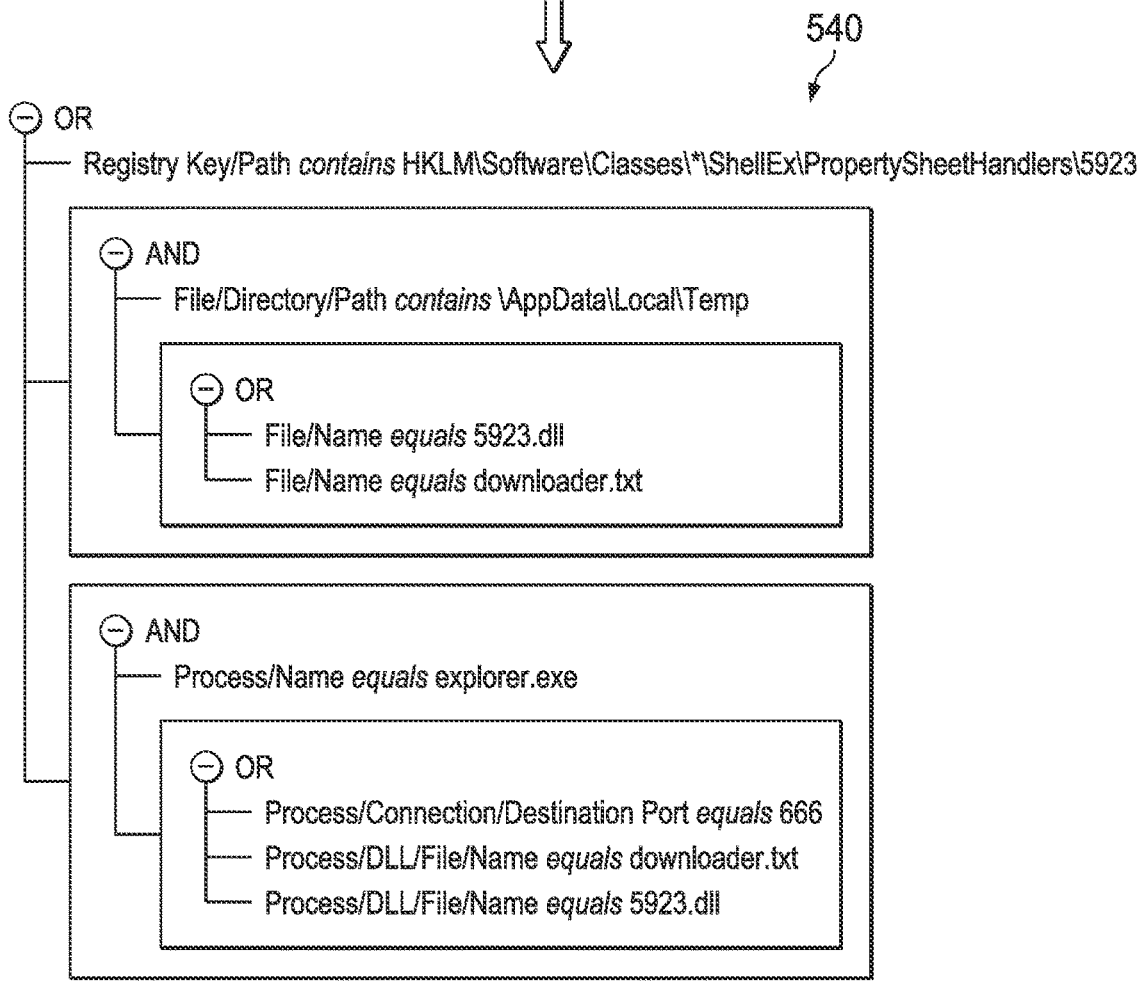 540
OR
Registry Key/Path contains HKLM\Software\Classes\*\ShellEx\PropertySheetHandlers\5923
AND
File/Directory/Path contains \AppData\Local\Temp
OR
File/Name equals 5923.dll
File/Name equals downloader.txt
AND
Process/Name equals explorer.exe
OR
Process/Connection/Destination Port equals 666
Process/DLL/File/Name equals downloader.txt
Process/DLL/File/Name equals 5923.dll